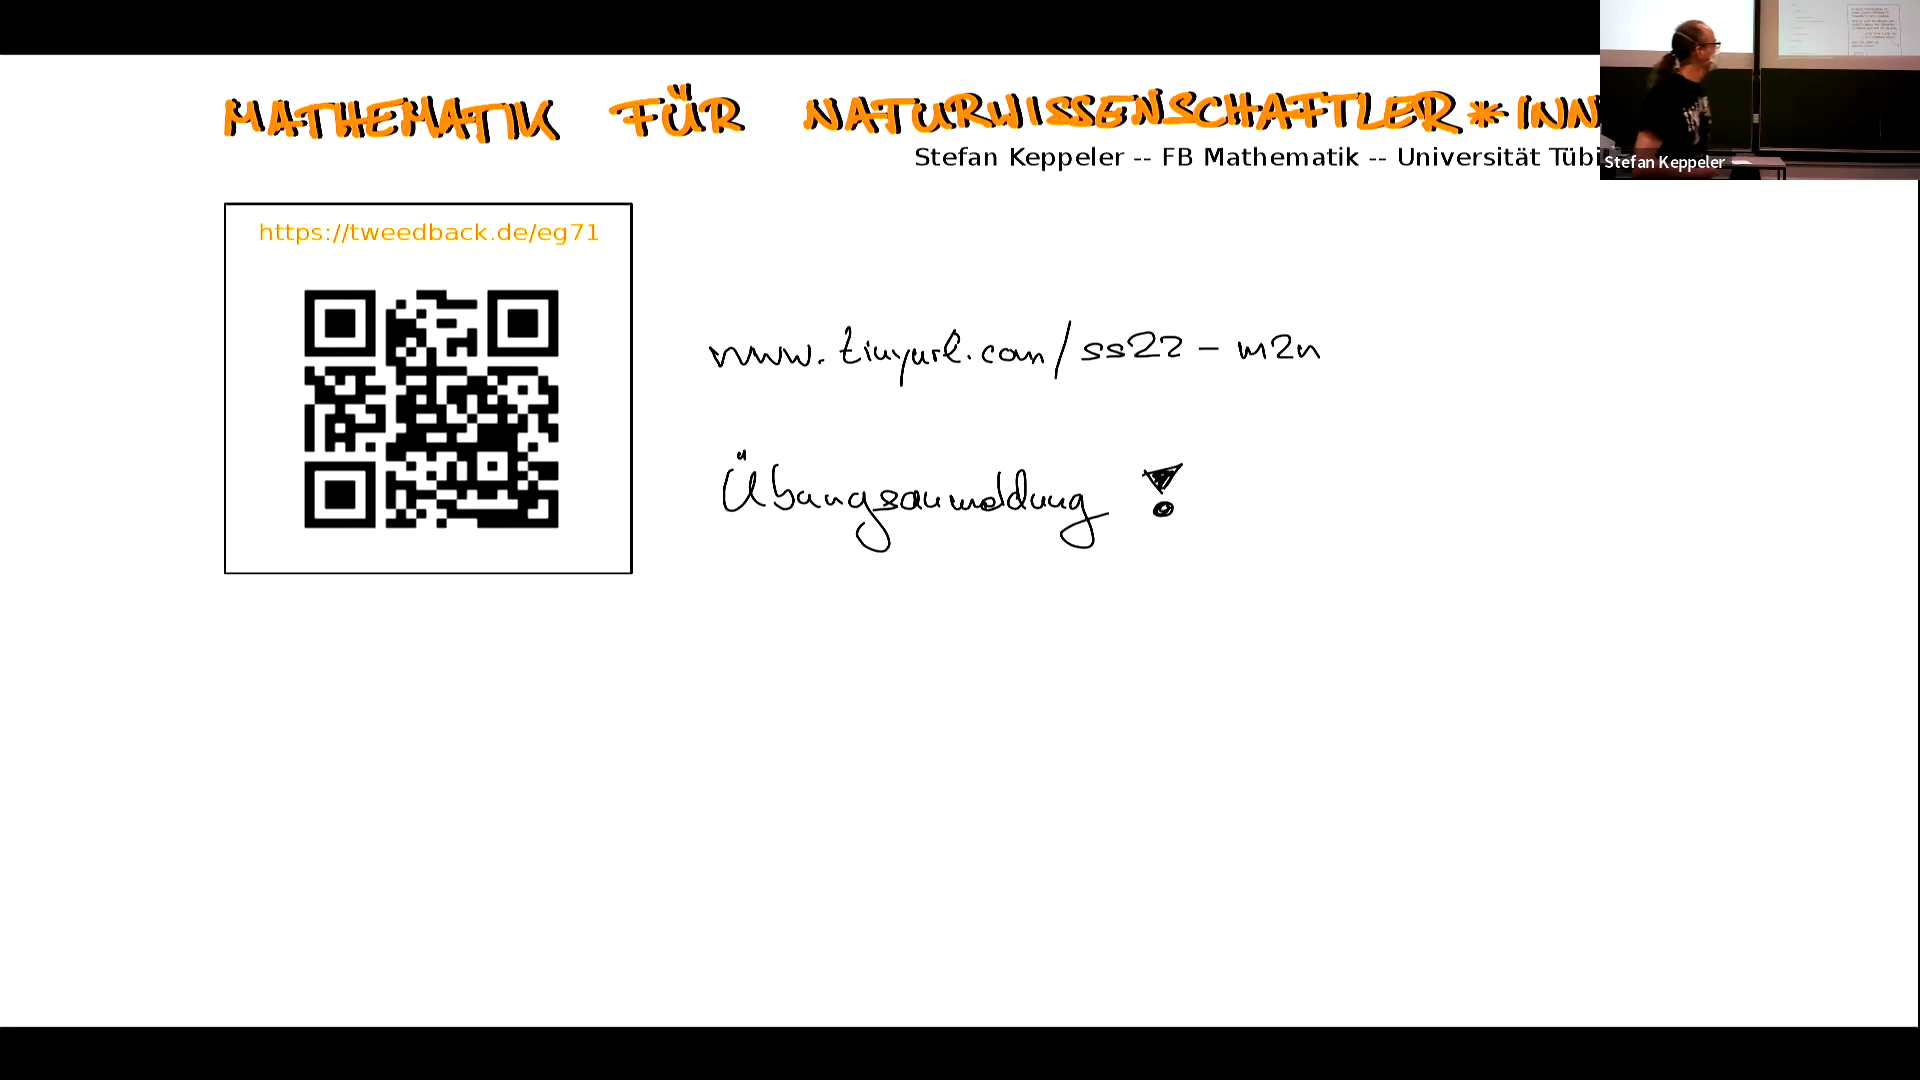 MATHEMATIK FÜR NATURWISSENSCHAFTLER*INN
Stefan Keppeler -- FB Mathematik -- Universität Tübi
Stefan Keppeler
https://tweedback.de/eg71
www.tinyurl.com/ss22-m2n
Übungsanmeldung !